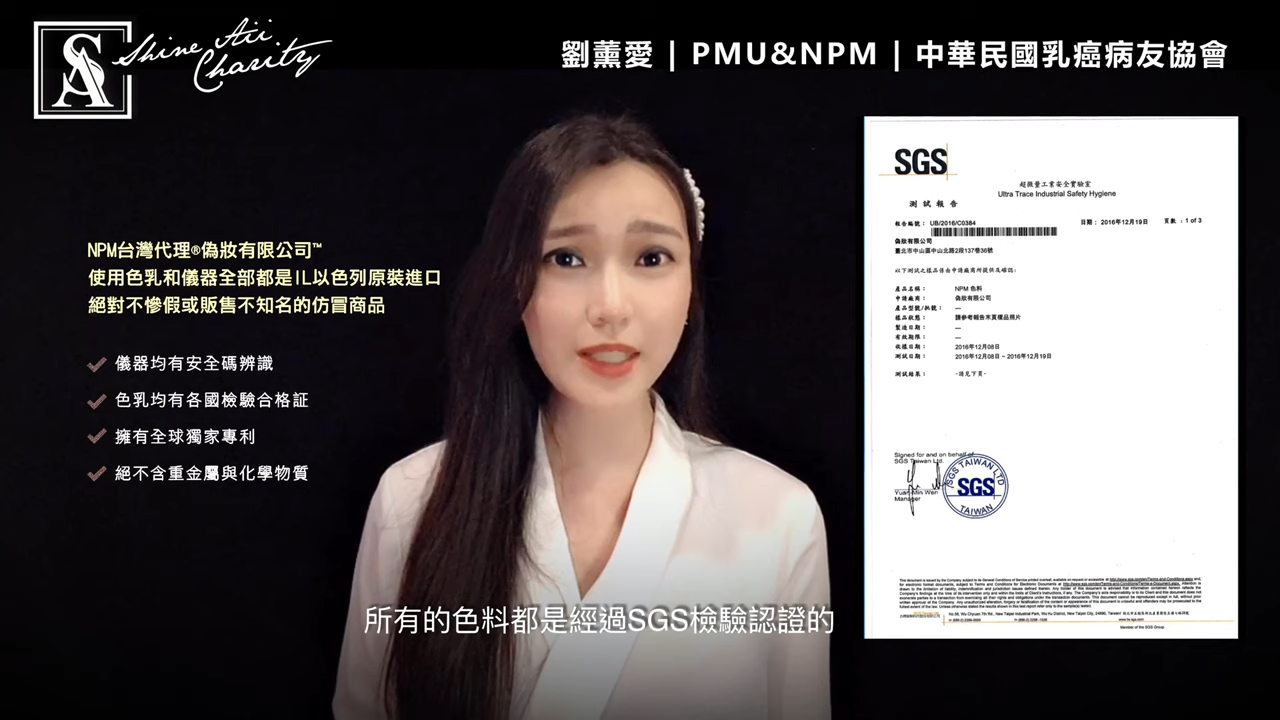 SA
Shine Aii
Charity
劉薰愛 | PMU&NPM | 中華民國乳癌病友協會
NPM台灣代理®偽妝有限公司™
使用色乳和儀器全部都是IL以色列原裝進口
絕對不慘假或販售不知名的仿冒商品
儀器均有安全碼辨識
色乳均有各國檢驗合格証
擁有全球獨家專利
絕不含重金屬與化學物質
SGS
超微量工業安全實驗室
Ultra Trace Industrial Safety Hygiene
測試報告
報告編號： UB/2016/C0384
日期： 2016年12月19日
頁數 ：1 of 3
偽妝有限公司
臺北市中山區中山北路2段137巷36號
以下測試之樣品係由申請廠商所提供及確認:
產品名稱： NPM 色料
申請廠商： 偽妝有限公司
產品型號/批號： ---
樣品狀態： 請參考報告末頁樣品照片
製造日期： ---
有效期限： ---
收樣日期： 2016年12月08日
測試日期： 2016年12月08日 ~ 2016年12月19日
測試結果： -請見下頁-
Signed for and on behalf of
SGS Taiwan Ltd.
Yuan Min Wen
Manager
SGS TAIWAN LTD
SGS
TAIWAN
Member of the SGS Group
所有的色料都是經過SGS檢驗認證的